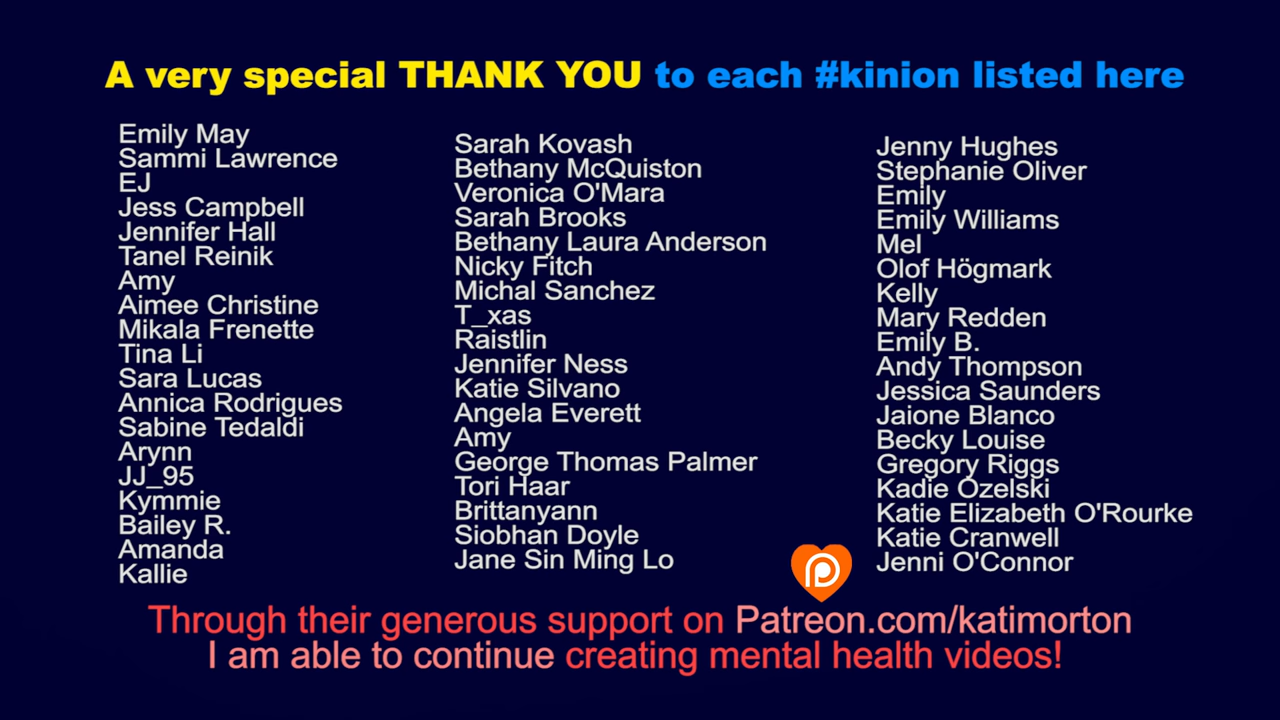 A very special THANK YOU to each #kinion listed here
Emily May
Sammi Lawrence
EJ
Jess Campbell
Jennifer Hall
Tanel Reinik
Amy
Aimee Christine
Mikala Frenette
Tina Li
Sara Lucas
Annica Rodrigues
Sabine Tedaldi
Arynn
JJ_95
Kymmie
Bailey R.
Amanda
Kallie
Sarah Kovash
Bethany McQuiston
Veronica O'Mara
Sarah Brooks
Bethany Laura Anderson
Nicky Fitch
Michal Sanchez
T_xas
Raistlin
Jennifer Ness
Katie Silvano
Angela Everett
Amy
George Thomas Palmer
Tori Haar
Brittanyann
Siobhan Doyle
Jane Sin Ming Lo
Jenny Hughes
Stephanie Oliver
Emily
Emily Williams
Mel
Olof Högmark
Kelly
Mary Redden
Emily B.
Andy Thompson
Jessica Saunders
Jaione Blanco
Becky Louise
Gregory Riggs
Kadie Ozelski
Katie Elizabeth O'Rourke
Katie Cranwell
Jenni O'Connor
Through their generous support on Patreon.com/katimorton
I am able to continue creating mental health videos!